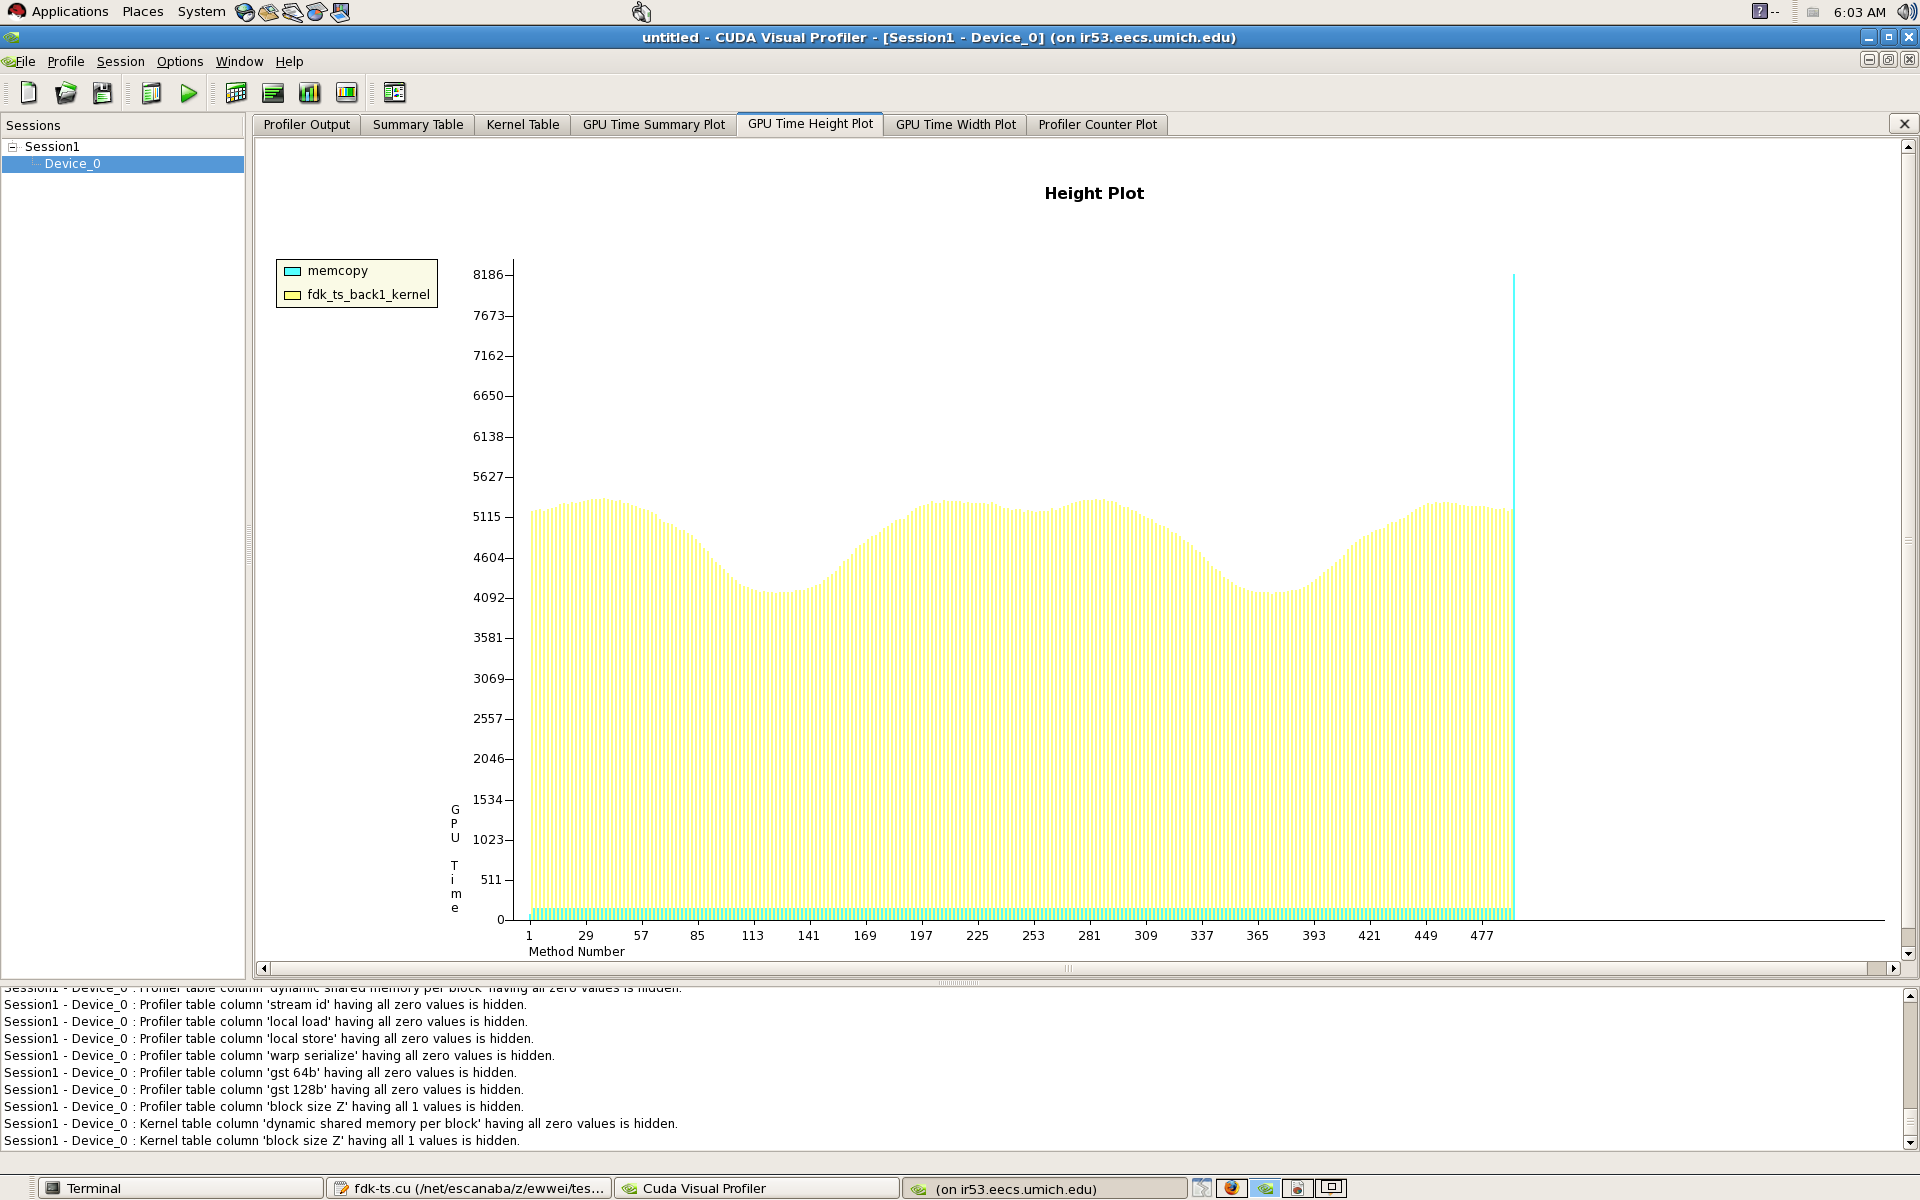 Applications Places System -- 6:03 AM
untitled - CUDA Visual Profiler - [Session1 - Device_0] (on ir53.eecs.umich.edu)
File Profile Session Options Window Help
Sessions
Session1
Device_0
Profiler Output Summary Table Kernel Table GPU Time Summary Plot GPU Time Height Plot GPU Time Width Plot Profiler Counter Plot
Height Plot
memcopy
fdk_ts_back1_kernel
8186
7673
7162
6650
6138
5627
5115
4604
4092
3581
3069
2557
2046
1534
1023
511
0
GPU Time
1 29 57 85 113 141 169 197 225 253 281 309 337 365 393 421 449 477
Method Number
Session1 - Device_0 : Profiler table column 'dynamic shared memory per block' having all zero values is hidden.
Session1 - Device_0 : Profiler table column 'stream id' having all zero values is hidden.
Session1 - Device_0 : Profiler table column 'local load' having all zero values is hidden.
Session1 - Device_0 : Profiler table column 'local store' having all zero values is hidden.
Session1 - Device_0 : Profiler table column 'warp serialize' having all zero values is hidden.
Session1 - Device_0 : Profiler table column 'gst 64b' having all zero values is hidden.
Session1 - Device_0 : Profiler table column 'gst 128b' having all zero values is hidden.
Session1 - Device_0 : Profiler table column 'block size Z' having all 1 values is hidden.
Session1 - Device_0 : Kernel table column 'dynamic shared memory per block' having all zero values is hidden.
Session1 - Device_0 : Kernel table column 'block size Z' having all 1 values is hidden.
Terminal fdk-ts.cu (/net/escanaba/z/ewwei/tes... Cuda Visual Profiler (on ir53.eecs.umich.edu)